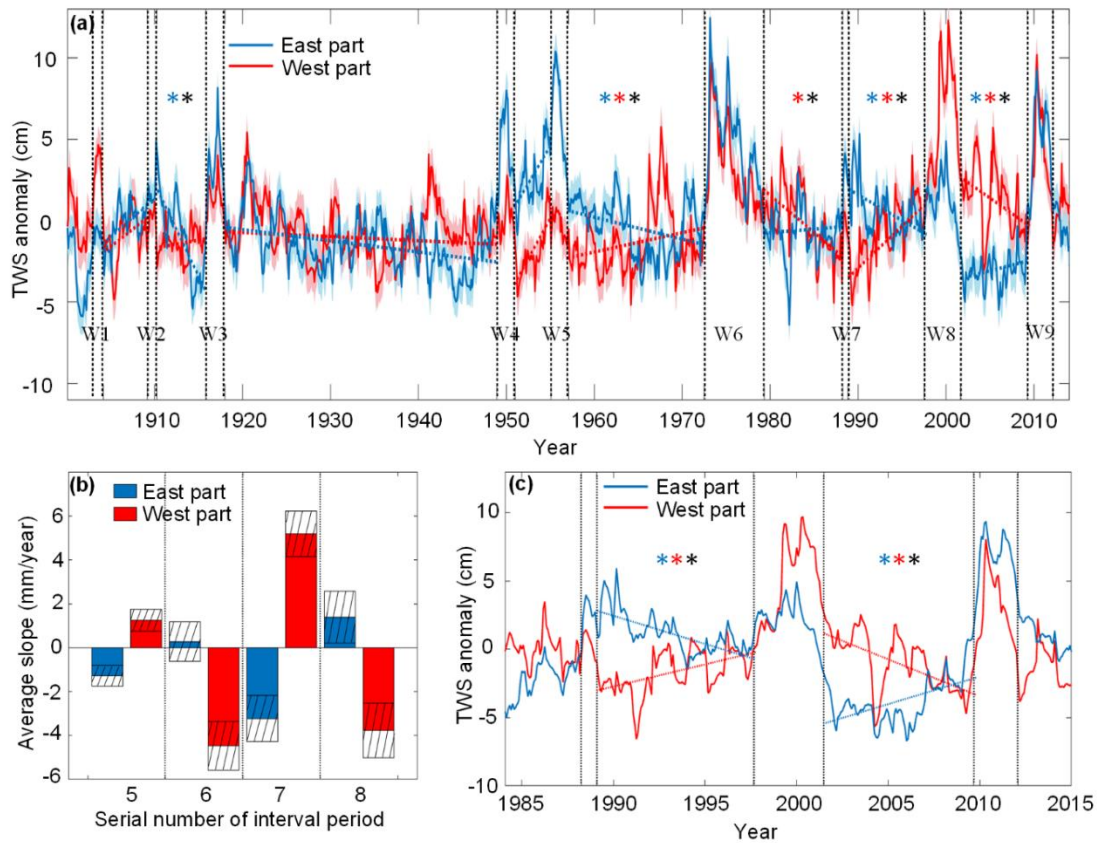 (a)
East part
West part
* *
* * *
* *
* * *
* * *
TWS anomaly (cm)
10
5
0
-5
-10
W1 W2 W3 W4 W5 W6 W7 W8 W9
1910 1920 1930 1940 1950 1960 1970 1980 1990 2000 2010
Year
(b)
East part
West part
Average slope (mm/year)
6
4
2
0
-2
-4
-6
5 6 7 8
Serial number of interval period
(c)
East part
West part
* * *
* * *
TWS anomaly (cm)
10
5
0
-5
-10
1985 1990 1995 2000 2005 2010 2015
Year